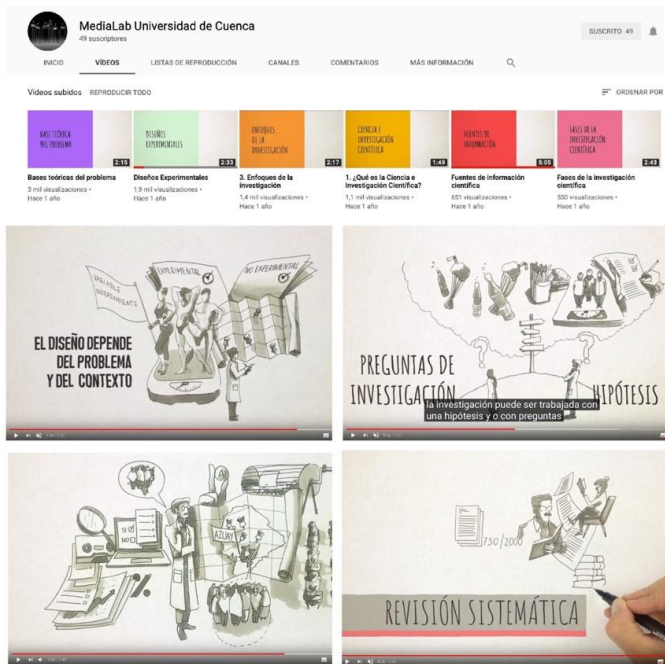 MediaLab Universidad de Cuenca
49 suscriptores
SUSCRITO 49
INICIO VÍDEOS LISTAS DE REPRODUCCIÓN CANALES COMENTARIOS MÁS INFORMACIÓN
Vídeos subidos REPRODUCIR TODO
ORDENAR POR
BASE TEÓRICA
DEL PROBLEMA
2:15
DISEÑOS
EXPERIMENTALES
2:33
ENFOQUES
DE LA
INVESTIGACIÓN
2:17
CIENCIA E
INVESTIGACIÓN
CIENTÍFICA
1:49
FUENTES DE
INFORMACIÓN
5:05
FASES DE LA
INVESTIGACIÓN
CIENTÍFICA
2:43
Bases teóricas del problema
3 mil visualizaciones •
Hace 1 año
Diseños Experimentales
1,9 mil visualizaciones •
Hace 1 año
3. Enfoques de la
investigación
1,4 mil visualizaciones •
Hace 1 año
1. ¿Qué es la Ciencia e
Investigación Científica?
1,1 mil visualizaciones •
Hace 1 año
Fuentes de información
científica
651 visualizaciones •
Hace 1 año
Fases de la investigación
científica
550 visualizaciones •
Hace 1 año
VARIABLE
INDEPENDIENTE
EXPERIMENTAL
NO EXPERIMENTAL
EL DISEÑO DEPENDE
DEL PROBLEMA
Y DEL CONTEXTO
PREGUNTAS DE
INVESTIGACIÓN
HIPÓTESIS
la investigación puede ser trabajada con
una hipótesis y o con preguntas
SI
NO
A
AZUAY
%
750/2000
REVISIÓN SISTEMÁTICA